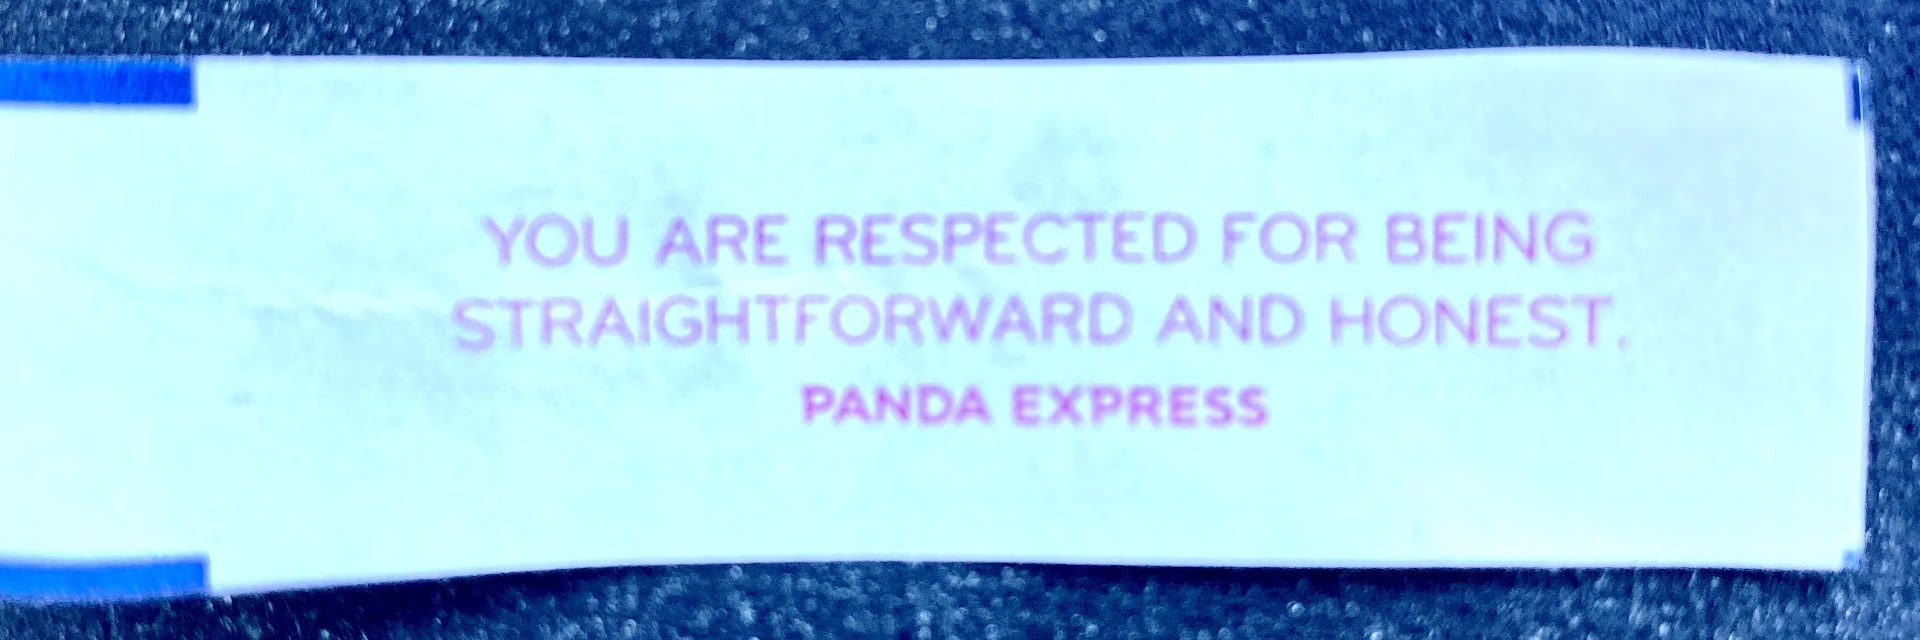 YOU ARE RESPECTED FOR BEING
STRAIGHTFORWARD AND HONEST.
PANDA EXPRESS